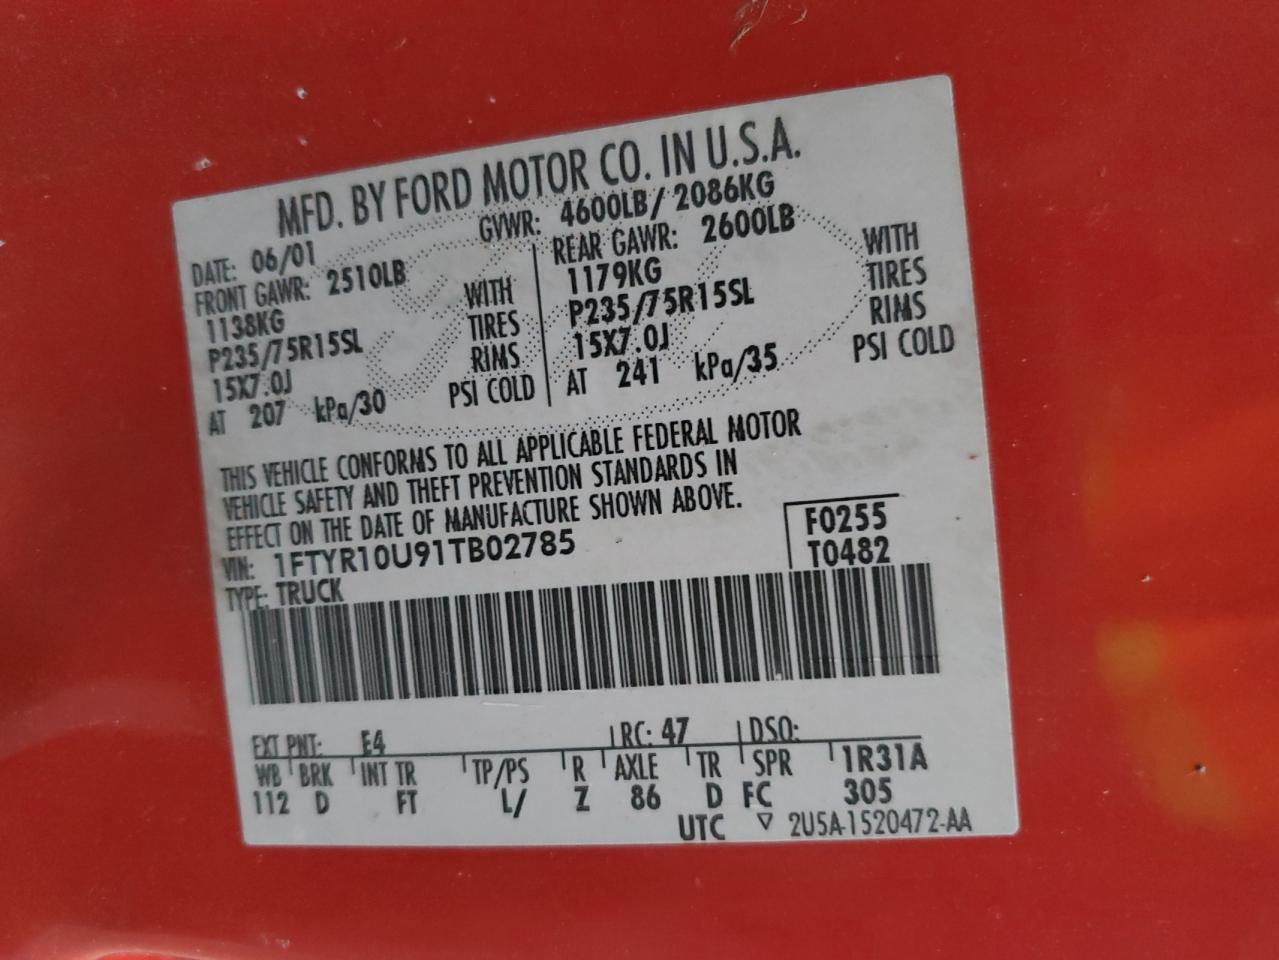 MFD. BY FORD MOTOR CO. IN U.S.A.
DATE: 06/01 GVWR: 4600LB/ 2086KG
FRONT GAWR: 2510LB REAR GAWR: 2600LB
1138KG WITH 1179KG WITH
P235/75R15SL TIRES P235/75R15SL TIRES
15X7.0J RIMS 15X7.0J RIMS
AT 207 kPa/30 PSI COLD AT 241 kPa/35 PSI COLD
THIS VEHICLE CONFORMS TO ALL APPLICABLE FEDERAL MOTOR
VEHICLE SAFETY AND THEFT PREVENTION STANDARDS IN
EFFECT ON THE DATE OF MANUFACTURE SHOWN ABOVE.
VIN: 1FTYR10U91TB02785 F0255
TYPE: TRUCK T0482
EXT PNT: E4 RC: 47 DSO:
WB BRK INT TR TP/PS R AXLE TR SPR 1R31A
112 D FT L/ Z 86 D FC 305
UTC ▽ 2U5A-1520472-AA